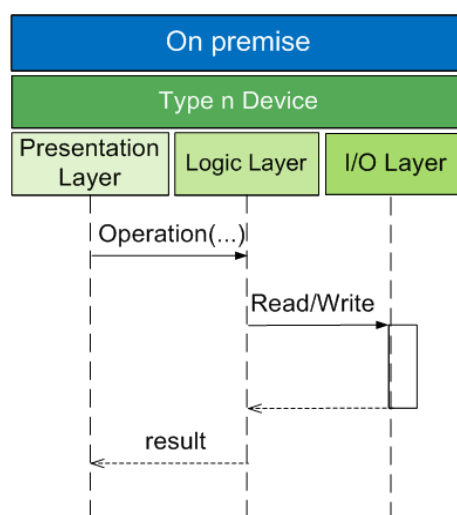 On premise
Type n Device
Presentation
Layer
Logic Layer
I/O Layer
Operation(...)
Read/Write
result